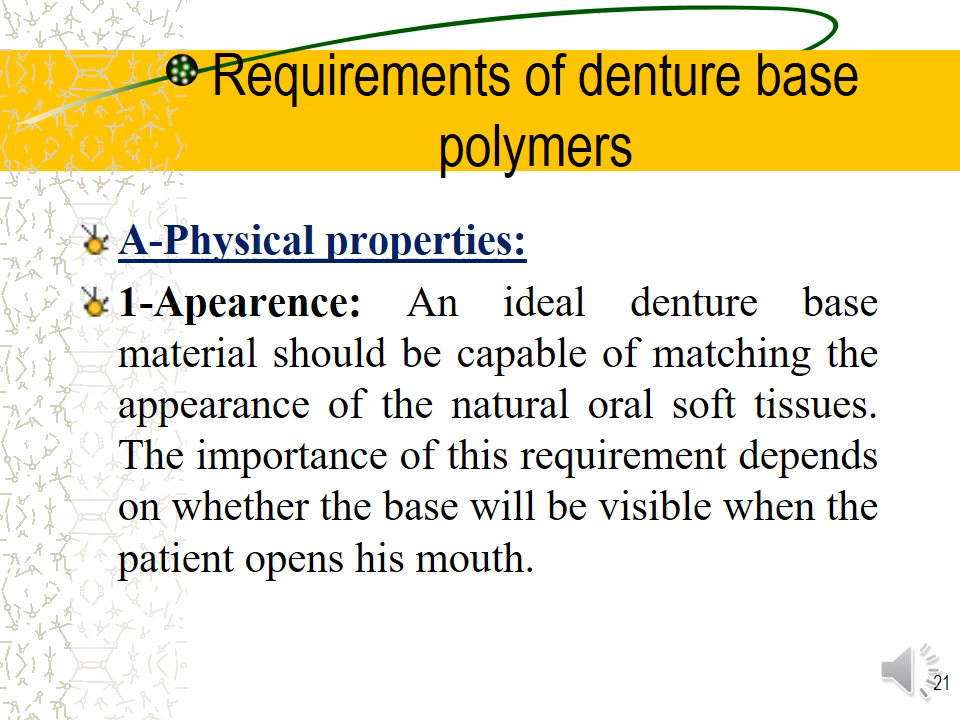 Requirements of denture base
polymers
A-Physical properties:
1-Apearence: An ideal denture base
material should be capable of matching the
appearance of the natural oral soft tissues.
The importance of this requirement depends
on whether the base will be visible when the
patient opens his mouth.
21